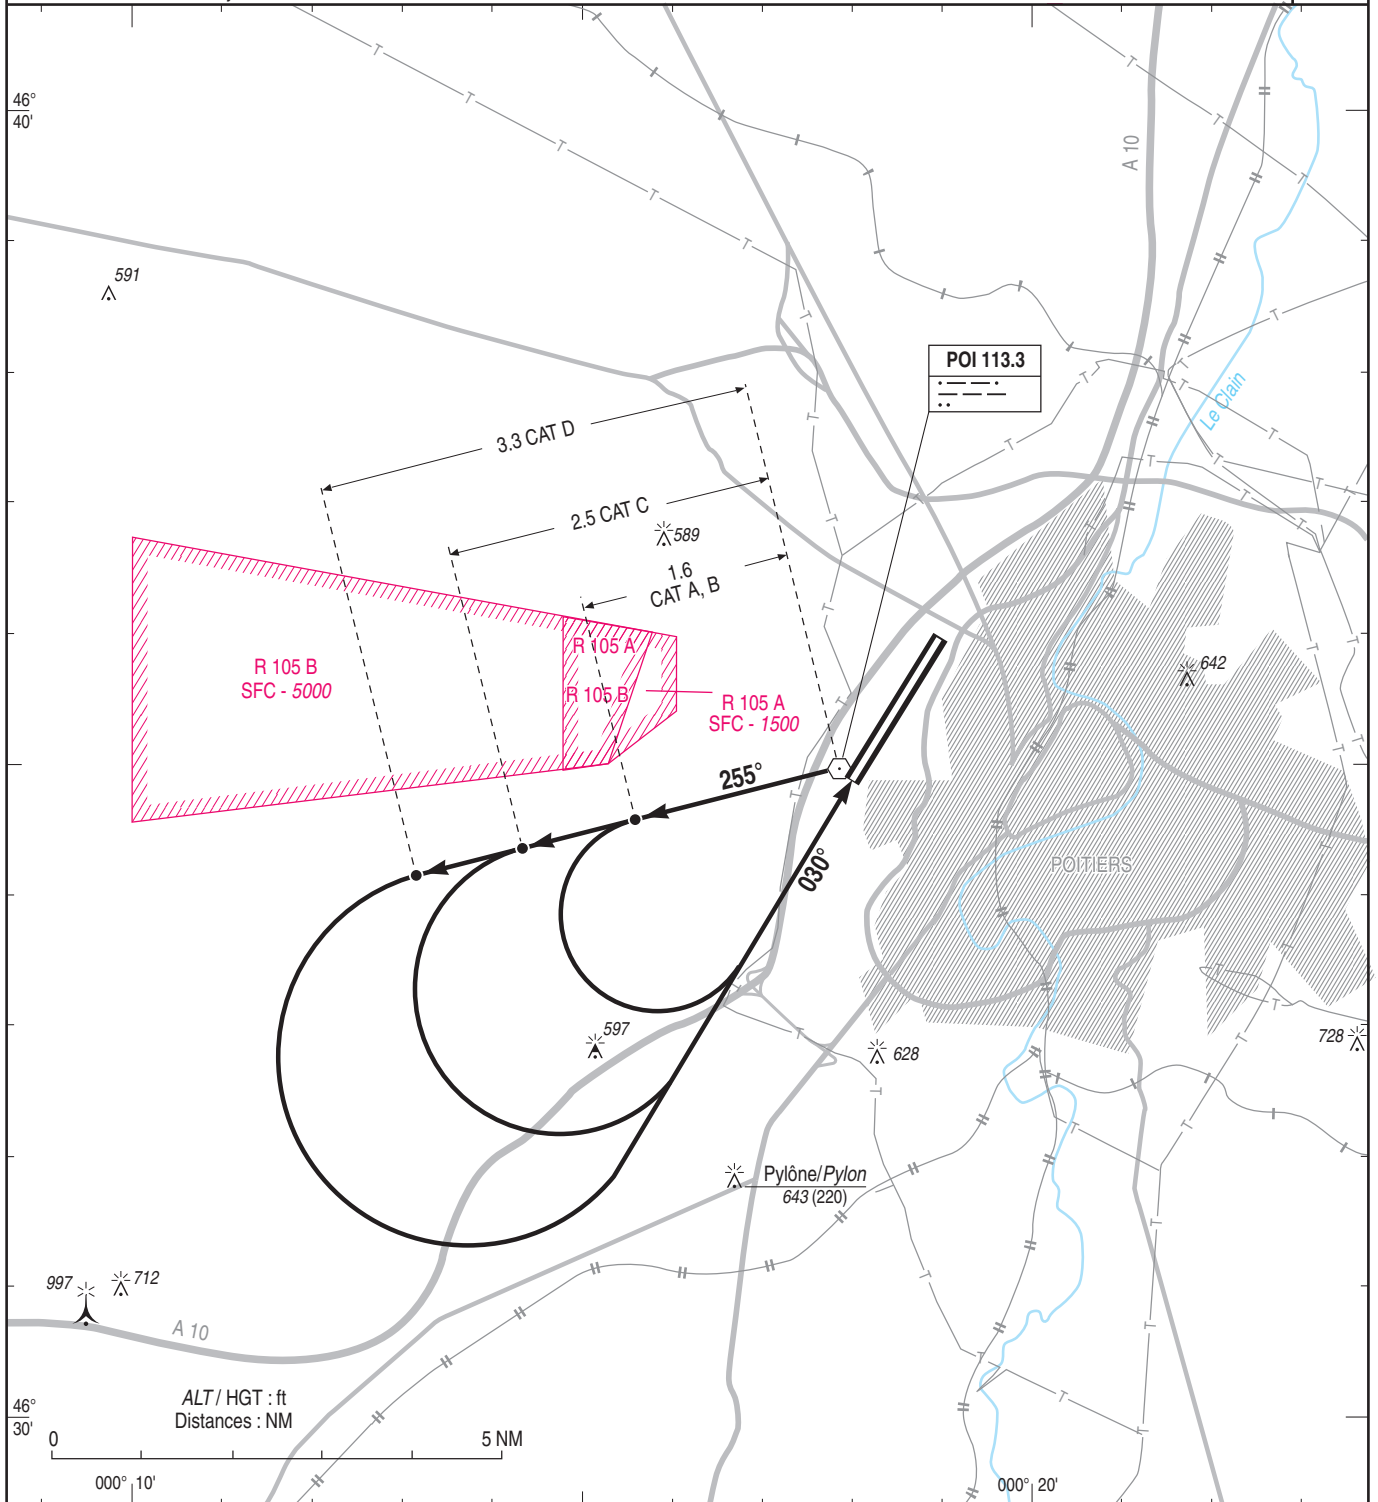 46°
40'
A 10
591
POI 113.3
Le Clain
3.3 CAT D
2.5 CAT C
589
1.6
CAT A, B
R 105 A
R 105 B
SFC - 5000
R 105 B
R 105 A
SFC - 1500
642
255°
030°
POITIERS
597
628
728
Pylône/Pylon
643 (220)
997
712
A 10
ALT / HGT : ft
Distances : NM
46°
30'
0
5 NM
000° 10'
000° 20'